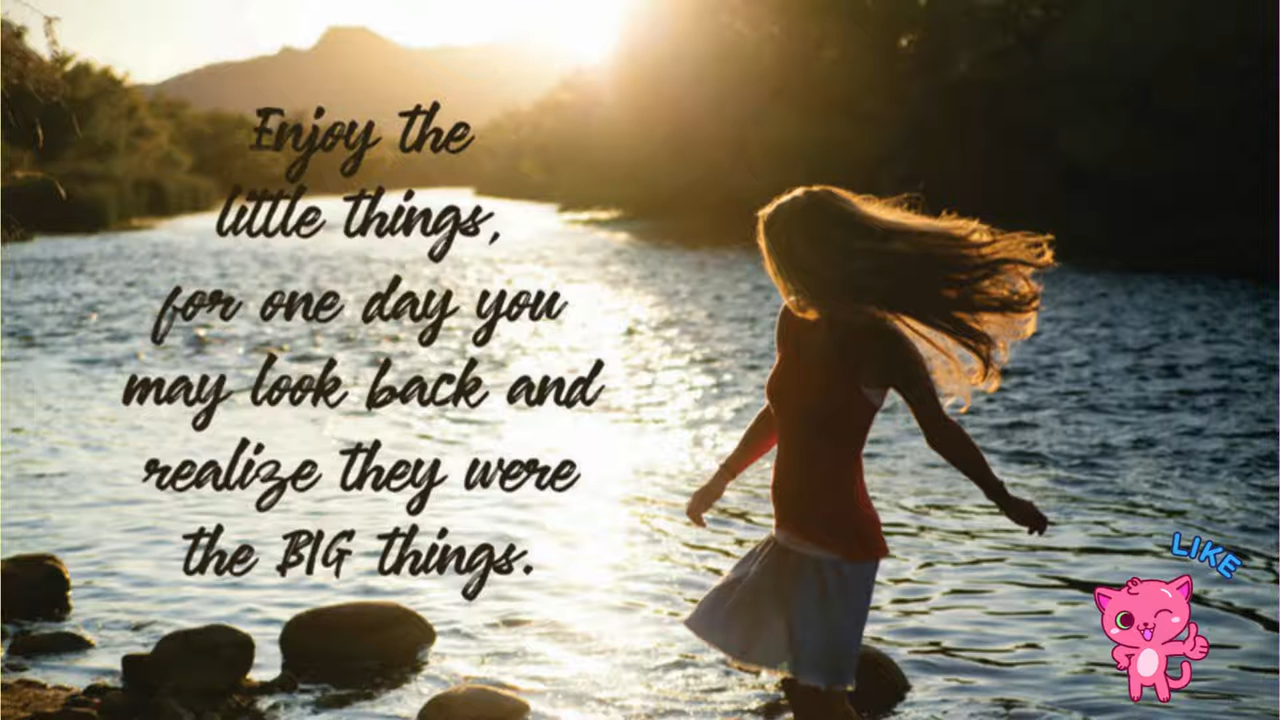 Enjoy the
little things,
for one day you
may look back and
realize they were
the BIG things.
LIKE